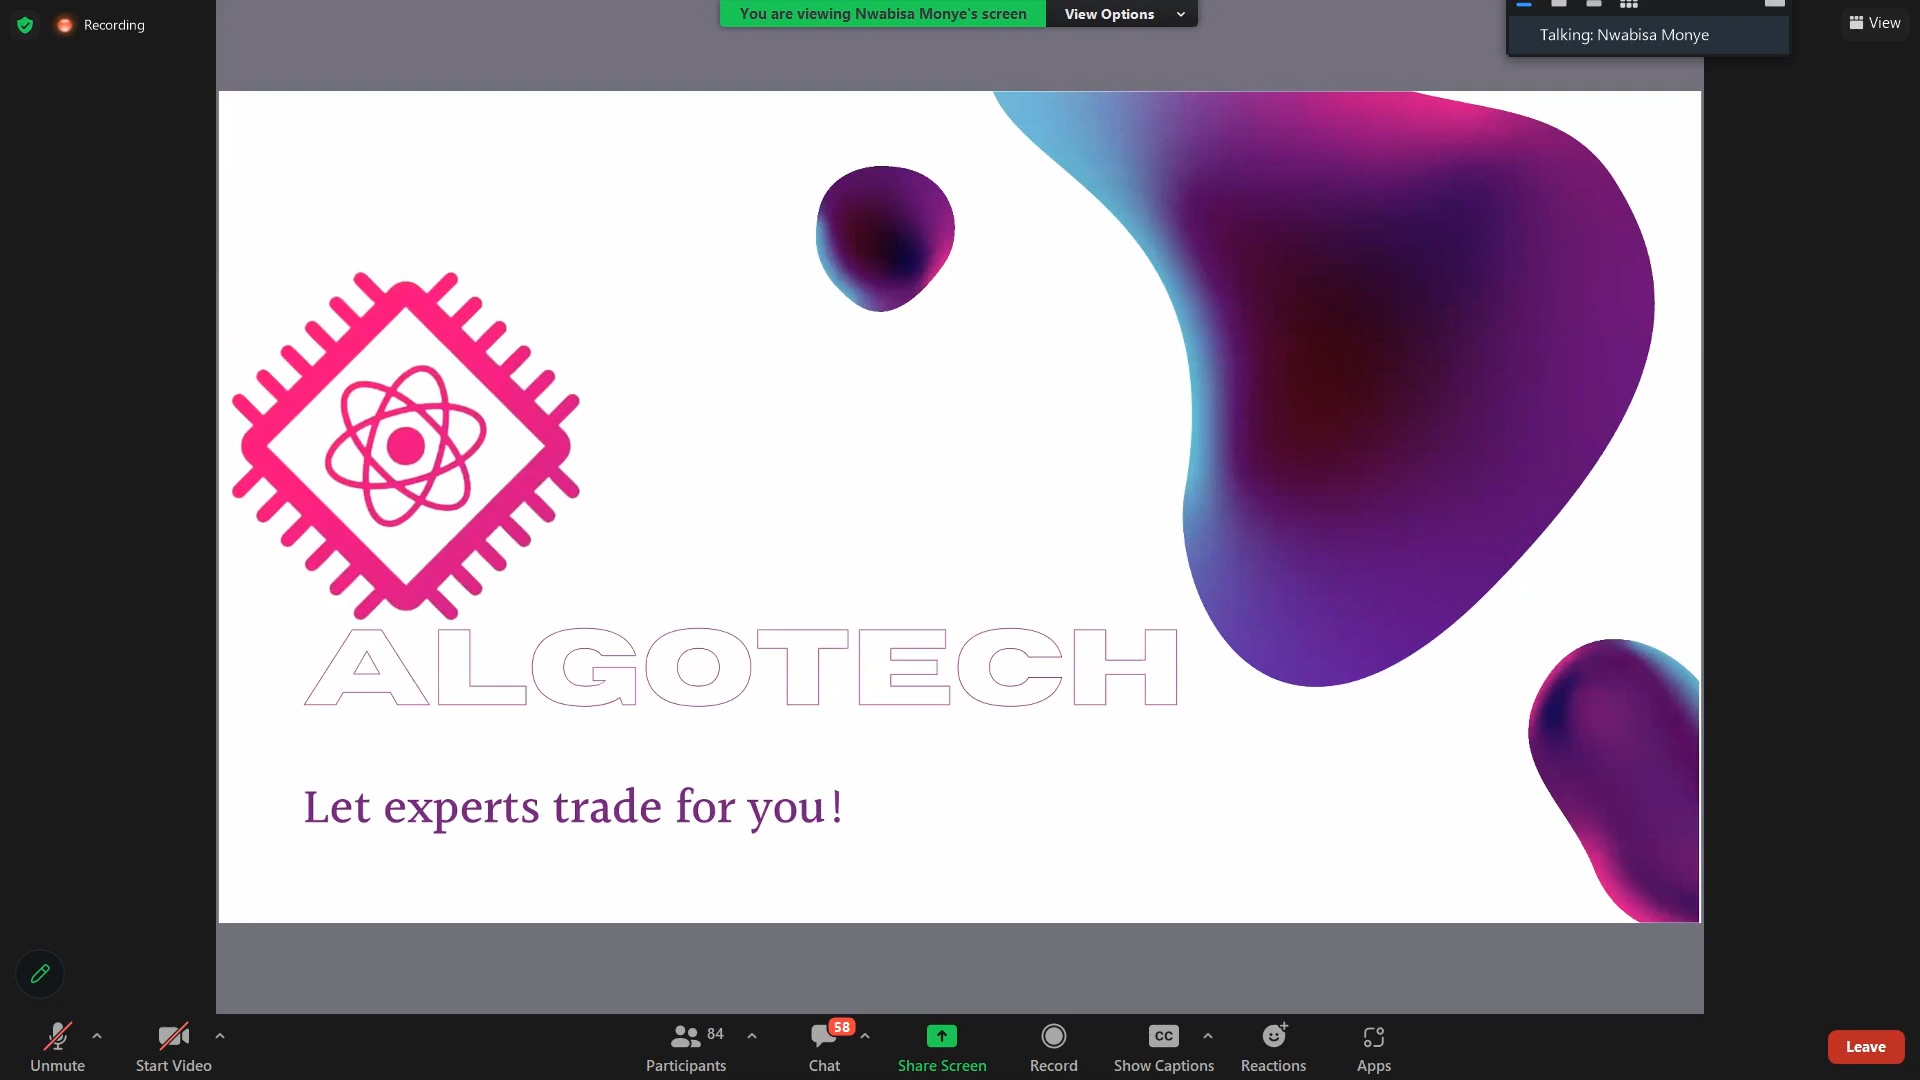 Recording
You are viewing Nwabisa Monye's screen
View Options
Talking: Nwabisa Monye
View
ALGOTECH
Let experts trade for you!
Unmute
Start Video
84
Participants
58
Chat
Share Screen
Record
CC
Show Captions
Reactions
Apps
Leave